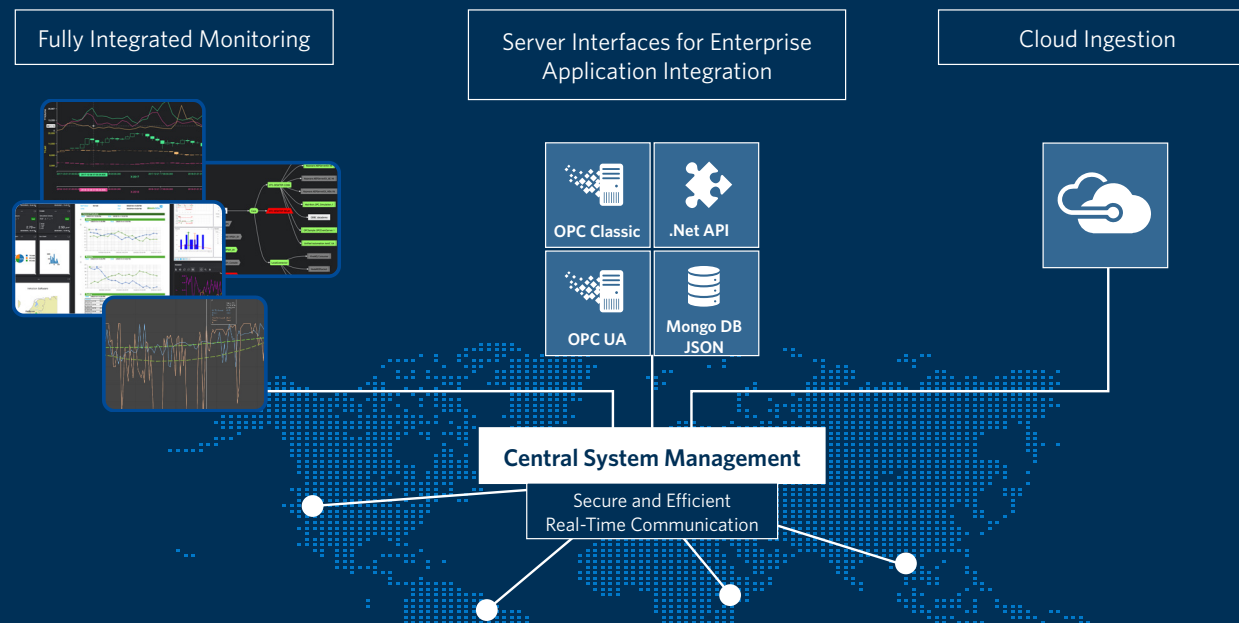 Fully Integrated Monitoring
Server Interfaces for Enterprise
Application Integration
Cloud Ingestion
OPC Classic
.Net API
OPC UA
Mongo DB
JSON
Central System Management
Secure and Efficient
Real-Time Communication